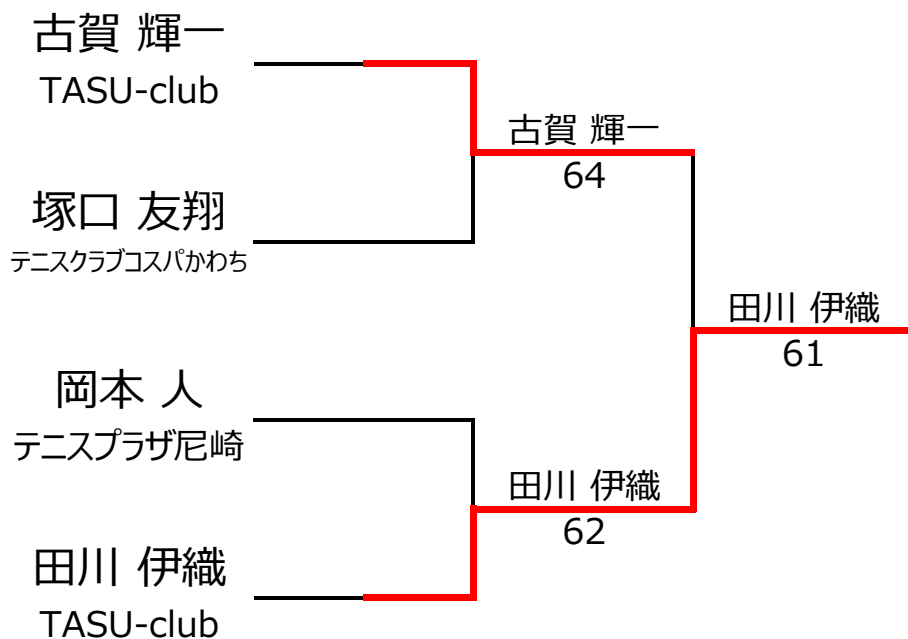 古賀 輝一
TASU-club
塚口 友翔
テニスクラブコスパかわち
岡本 人
テニスプラザ尼崎
田川 伊織
TASU-club
古賀 輝一
64
田川 伊織
62
田川 伊織
61